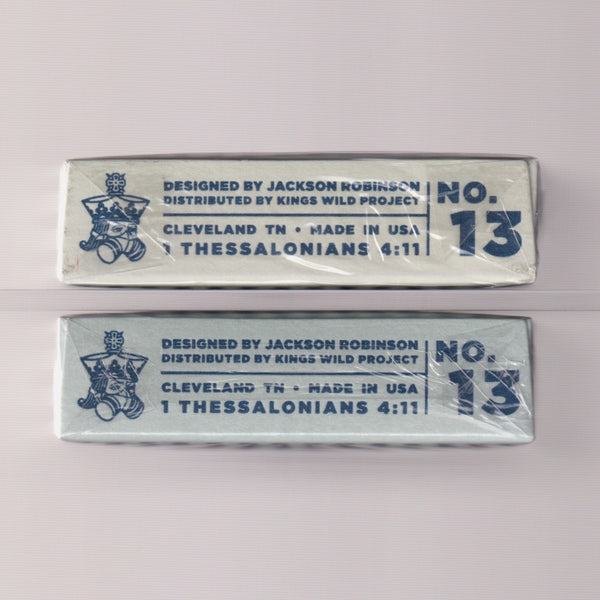 DESIGNED BY JACKSON ROBINSON
DISTRIBUTED BY KINGS WILD PROJECT
CLEVELAND TN • MADE IN USA
1 THESSALONIANS 4:11
NO.
13
DESIGNED BY JACKSON ROBINSON
DISTRIBUTED BY KINGS WILD PROJECT
CLEVELAND TN • MADE IN USA
1 THESSALONIANS 4:11
NO.
13